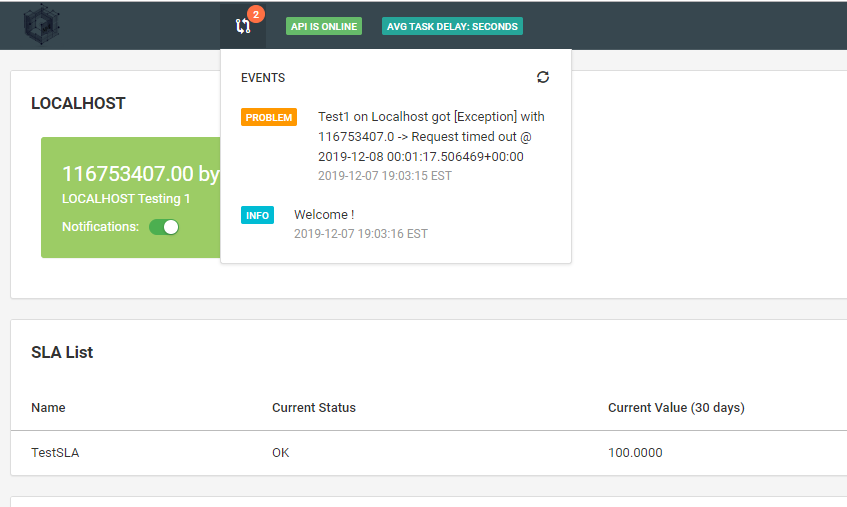 2
API IS ONLINE
AVG TASK DELAY: SECONDS
EVENTS
PROBLEM
Test1 on Localhost got [Exception] with
116753407.0 -> Request timed out @
2019-12-08 00:01:17.506469+00:00
2019-12-07 19:03:15 EST
INFO
Welcome !
2019-12-07 19:03:16 EST
LOCALHOST
116753407.00 by
LOCALHOST Testing 1
Notifications:
SLA List
Name Current Status Current Value (30 days)
TestSLA OK 100.0000